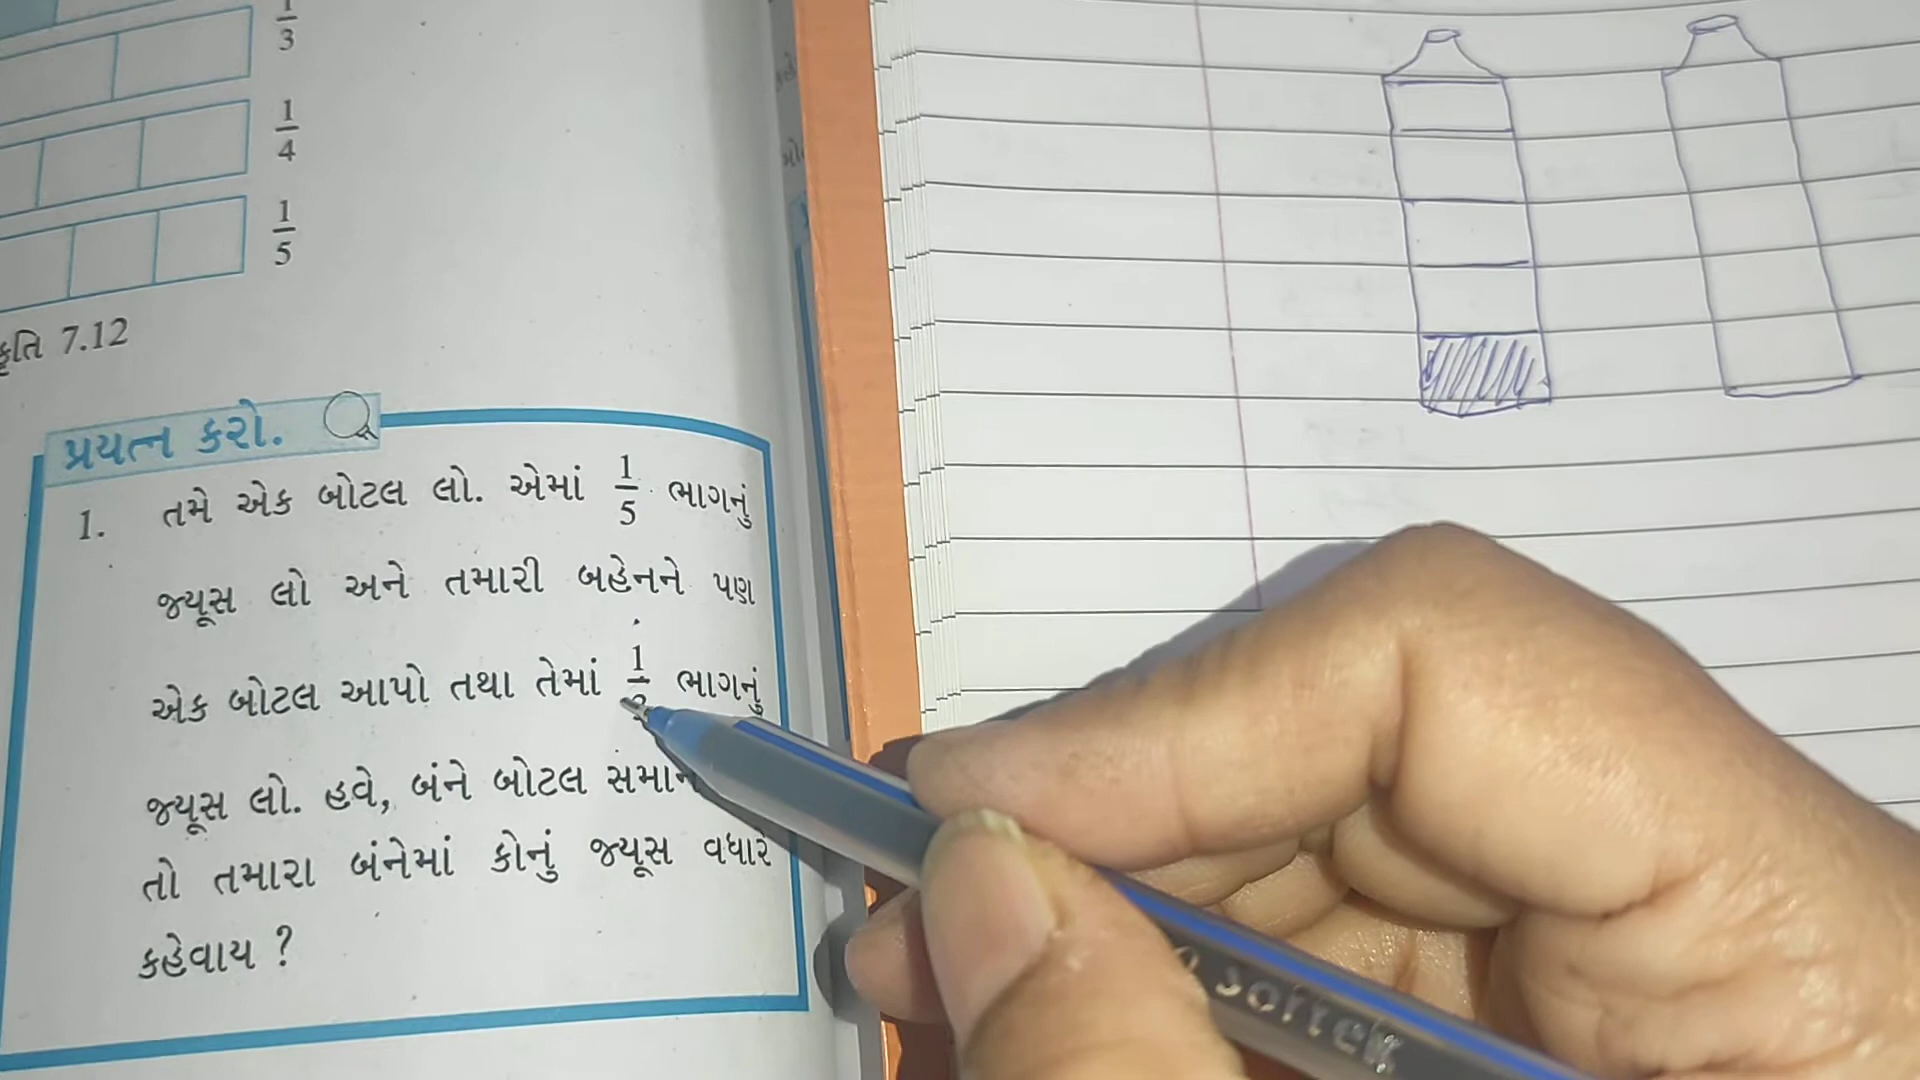 1/3
1/4
1/5
કૃતિ 7.12
પ્રયત્ન કરો.
1. તમે એક બોટલ લો. એમાં 1/5 ભાગનું
જ્યૂસ લો અને તમારી બહેનને પણ
એક બોટલ આપો તથા તેમાં ભાગનું
જ્યૂસ લો. હવે, બંને બોટલ સમાન
તો તમારા બંનેમાં કોનું જ્યૂસ વધારે
કહેવાય ?